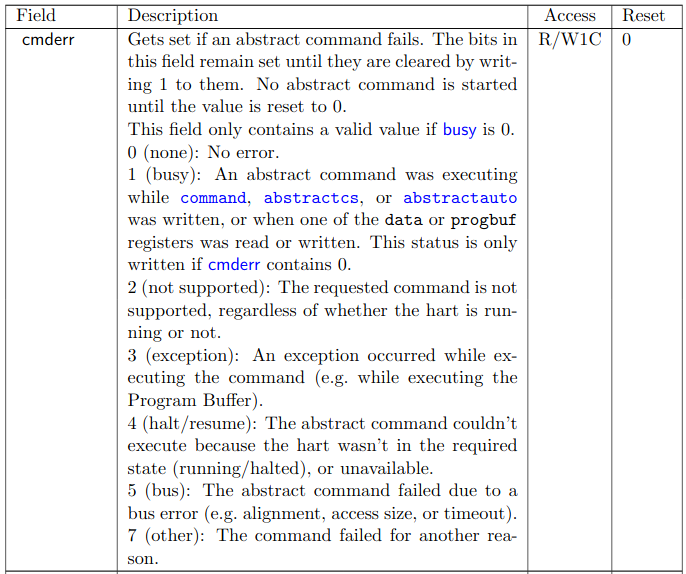 Field Description Access Reset
cmderr Gets set if an abstract command fails. The bits in R/W1C 0
this field remain set until they are cleared by writ-
ing 1 to them. No abstract command is started
until the value is reset to 0.
This field only contains a valid value if busy is 0.
0 (none): No error.
1 (busy): An abstract command was executing
while command, abstractcs, or abstractauto
was written, or when one of the data or progbuf
registers was read or written. This status is only
written if cmderr contains 0.
2 (not supported): The requested command is not
supported, regardless of whether the hart is run-
ning or not.
3 (exception): An exception occurred while ex-
ecuting the command (e.g. while executing the
Program Buffer).
4 (halt/resume): The abstract command couldn't
execute because the hart wasn't in the required
state (running/halted), or unavailable.
5 (bus): The abstract command failed due to a
bus error (e.g. alignment, access size, or timeout).
7 (other): The command failed for another rea-
son.